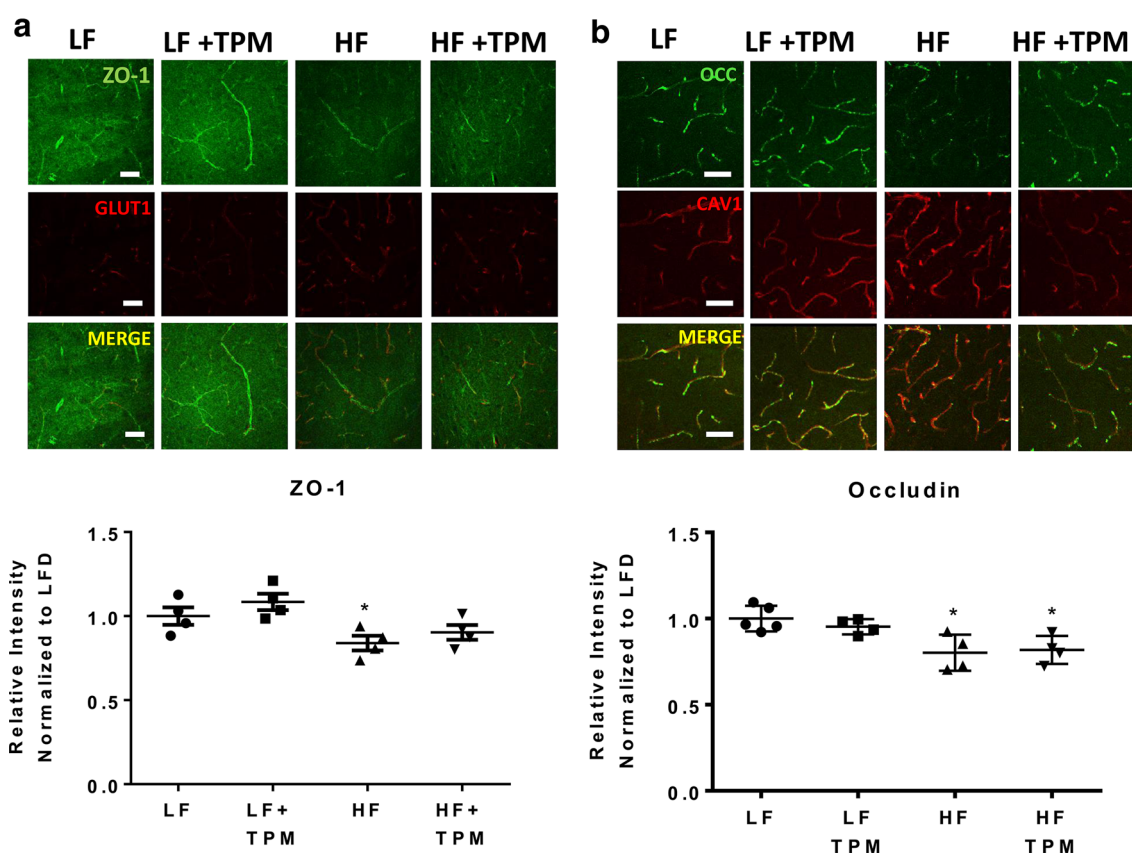 a
LF LF +TPM HF HF +TPM
ZO-1
GLUT1
MERGE
ZO-1
Relative Intensity
Normalized to LFD
1.5
1.0
0.5
0.0
*
LF LF+ HF HF+
TPM TPM
b
LF LF +TPM HF HF +TPM
OCC
CAV1
MERGE
Occludin
Relative Intensity
Normalized to LFD
1.5
1.0
0.5
0.0
* *
LF LF HF HF
TPM TPM